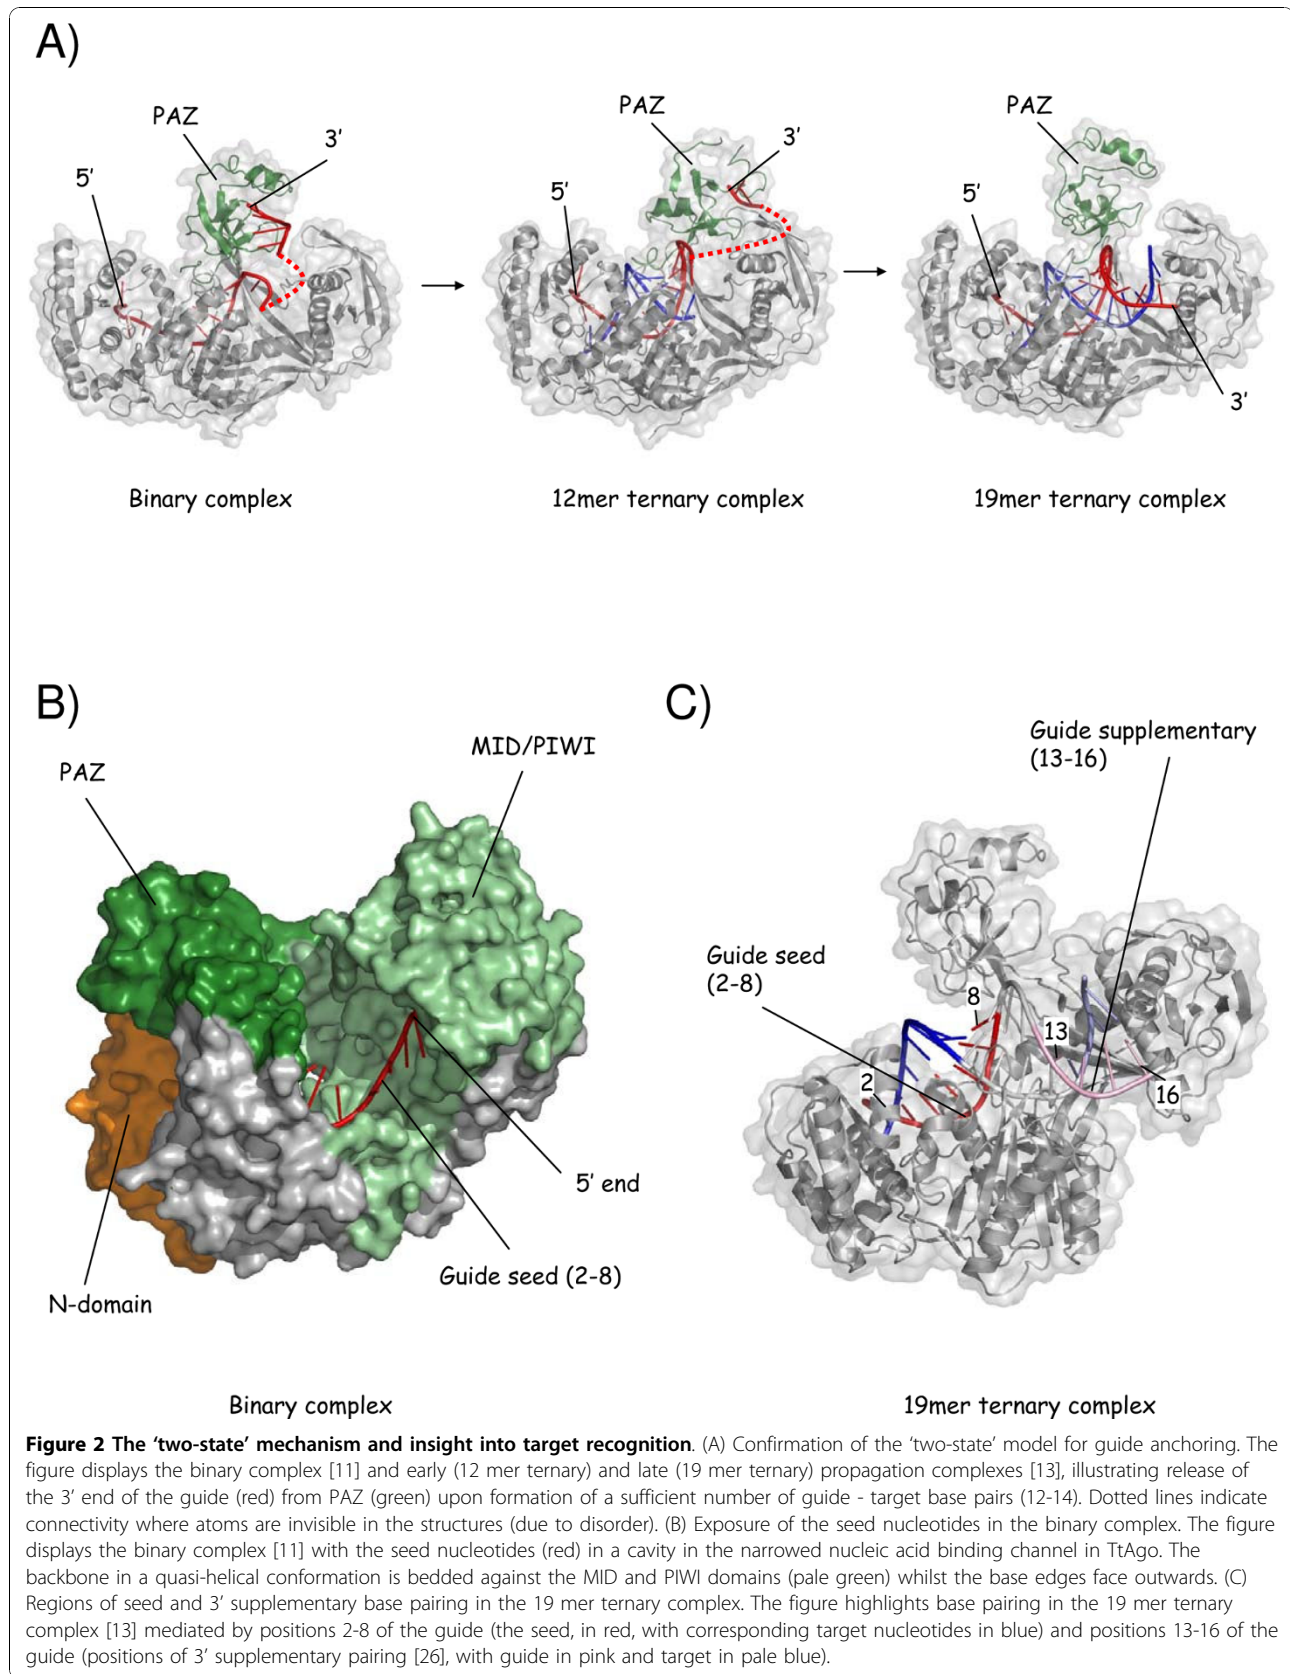 A)
PAZ
3’
5’
PAZ
3’
5’
PAZ
5’
3’
Binary complex
12mer ternary complex
19mer ternary complex
B)
MID/PIWI
PAZ
5’ end
Guide seed (2-8)
N-domain
Binary complex
C)
Guide supplementary
(13-16)
Guide seed
(2-8)
8
13
2
16
19mer ternary complex
Figure 2 The ‘two-state’ mechanism and insight into target recognition. (A) Confirmation of the ‘two-state’ model for guide anchoring. The
figure displays the binary complex [11] and early (12 mer ternary) and late (19 mer ternary) propagation complexes [13], illustrating release of
the 3’ end of the guide (red) from PAZ (green) upon formation of a sufficient number of guide - target base pairs (12-14). Dotted lines indicate
connectivity where atoms are invisible in the structures (due to disorder). (B) Exposure of the seed nucleotides in the binary complex. The figure
displays the binary complex [11] with the seed nucleotides (red) in a cavity in the narrowed nucleic acid binding channel in TtAgo. The
backbone in a quasi-helical conformation is bedded against the MID and PIWI domains (pale green) whilst the base edges face outwards. (C)
Regions of seed and 3’ supplementary base pairing in the 19 mer ternary complex. The figure highlights base pairing in the 19 mer ternary
complex [13] mediated by positions 2-8 of the guide (the seed, in red, with corresponding target nucleotides in blue) and positions 13-16 of the
guide (positions of 3’ supplementary pairing [26], with guide in pink and target in pale blue).